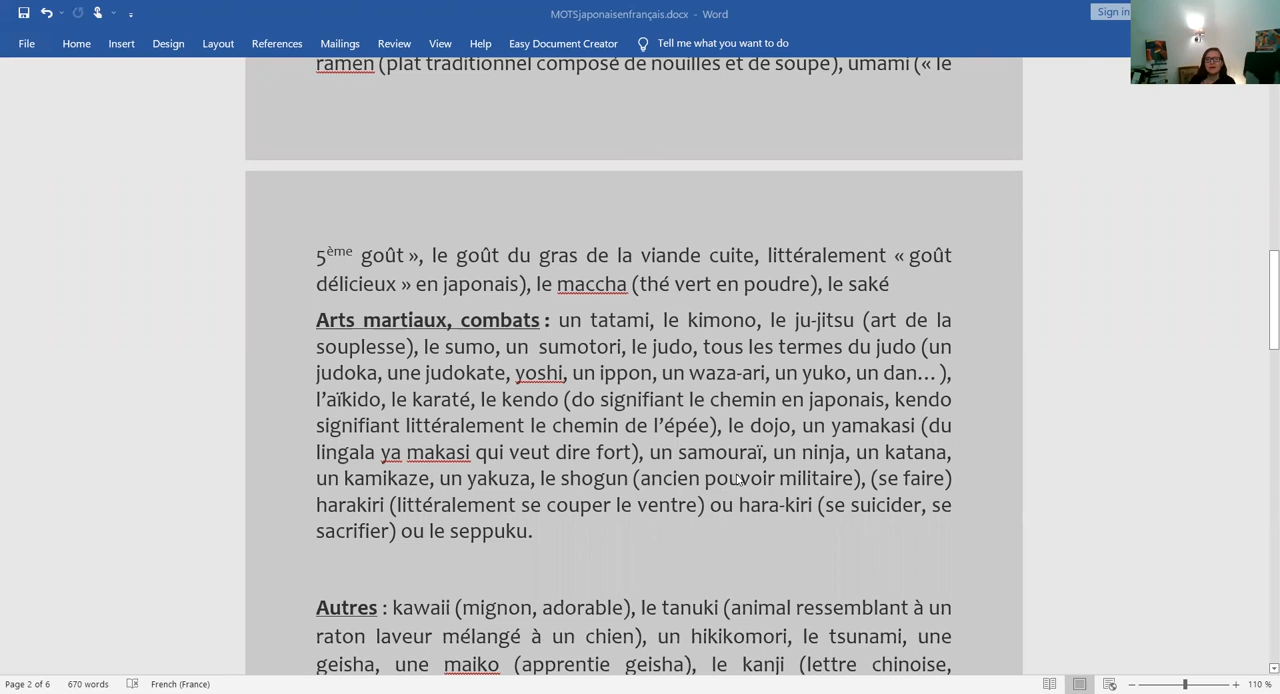 MOTSjaponaisenfrançais.docx - Word
Sign in
File Home Insert Design Layout References Mailings Review View Help Easy Document Creator Tell me what you want to do
ramen (plat traditionnel composé de nouilles et de soupe), umami (« le
5ème goût », le goût du gras de la viande cuite, littéralement « goût
délicieux » en japonais), le maccha (thé vert en poudre), le saké
Arts martiaux, combats : un tatami, le kimono, le ju-jitsu (art de la
souplesse), le sumo, un sumotori, le judo, tous les termes du judo (un
judoka, une judokate, yoshi, un ippon, un waza-ari, un yuko, un dan… ),
l’aïkido, le karaté, le kendo (do signifiant le chemin en japonais, kendo
signifiant littéralement le chemin de l’épée), le dojo, un yamakasi (du
lingala ya makasi qui veut dire fort), un samouraï, un ninja, un katana,
un kamikaze, un yakuza, le shogun (ancien pouvoir militaire), (se faire)
harakiri (littéralement se couper le ventre) ou hara-kiri (se suicider, se
sacrifier) ou le seppuku.
Autres : kawaii (mignon, adorable), le tanuki (animal ressemblant à un
raton laveur mélangé à un chien), un hikikomori, le tsunami, une
geisha, une maiko (apprentie geisha), le kanji (lettre chinoise,
Page 2 of 6 670 words French (France) 110 %